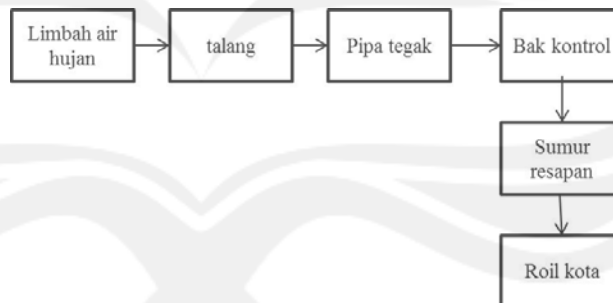 Limbah air
hujan
talang
Pipa tegak
Bak kontrol
Sumur
resapan
Roil kota